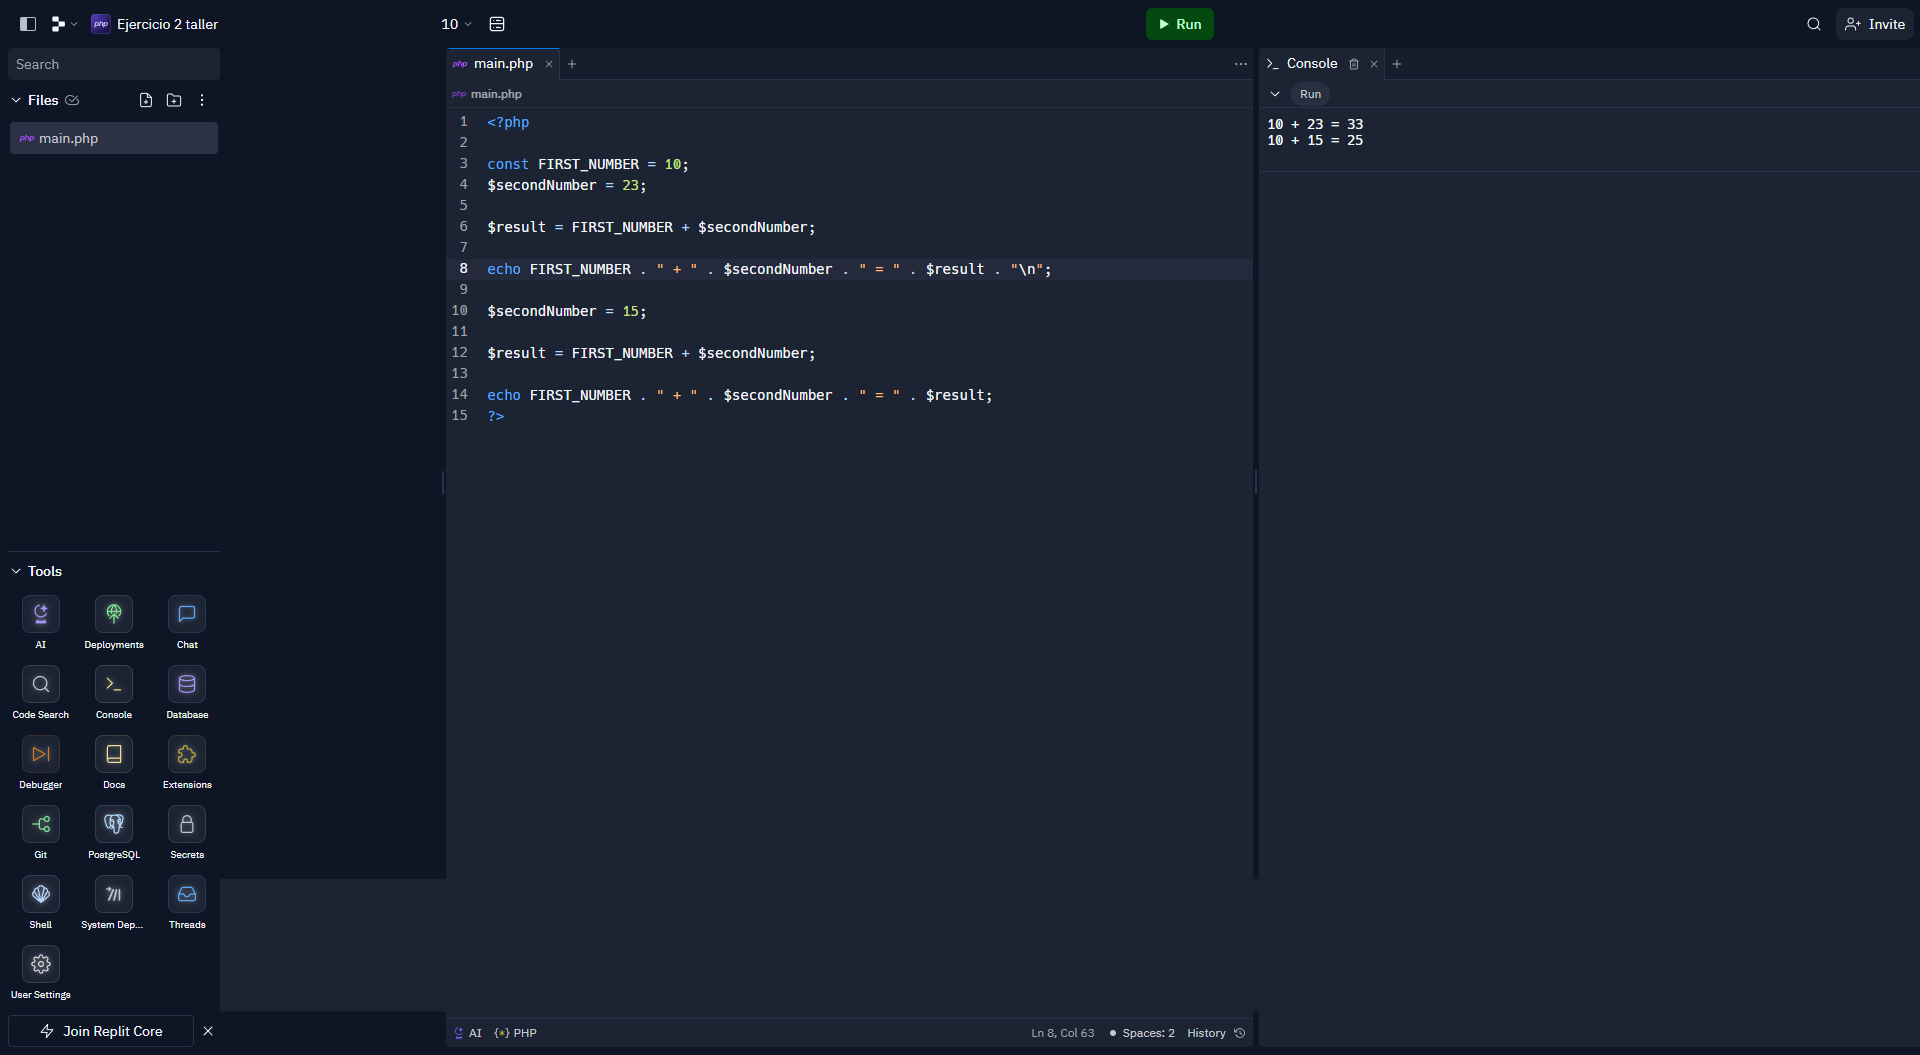 php Ejercicio 2 taller
10
Run
Invite
Search
Files
php main.php
Tools
AI
Deployments
Chat
Code Search
Console
Database
Debugger
Docs
Extensions
Git
PostgreSQL
Secrets
Shell
System Dep...
Threads
User Settings
Join Replit Core
php main.php
php main.php
1 <?php
2
3 const FIRST_NUMBER = 10;
4 $secondNumber = 23;
5
6 $result = FIRST_NUMBER + $secondNumber;
7
8 echo FIRST_NUMBER . " + " . $secondNumber . " = " . $result . "\n";
9
10 $secondNumber = 15;
11
12 $result = FIRST_NUMBER + $secondNumber;
13
14 echo FIRST_NUMBER . " + " . $secondNumber . " = " . $result;
15 ?>
AI {*} PHP
Ln 8, Col 63
Spaces: 2
History
Console
Run
10 + 23 = 33
10 + 15 = 25